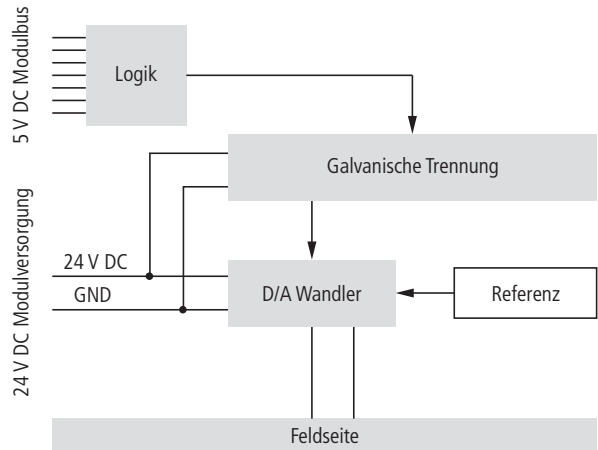 5 V DC Modulbus
Logik
Galvanische Trennung
24 V DC Modulversorgung
24 V DC
GND
D/A Wandler
Referenz
Feldseite